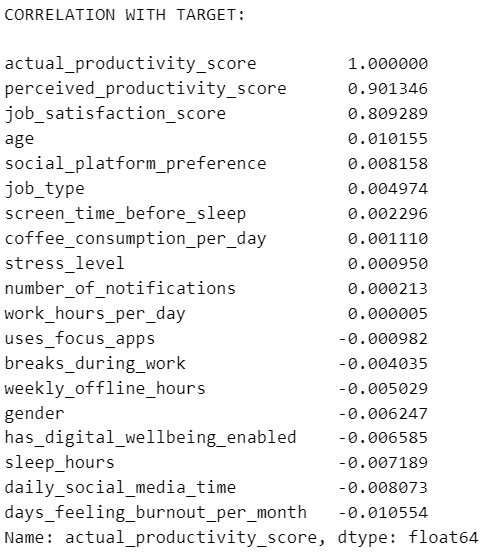 CORRELATION WITH TARGET:

actual_productivity_score          1.000000
perceived_productivity_score       0.901346
job_satisfaction_score             0.809289
age                                0.010155
social_platform_preference         0.008158
job_type                           0.004974
screen_time_before_sleep           0.002296
coffee_consumption_per_day         0.001110
stress_level                       0.000950
number_of_notifications            0.000213
work_hours_per_day                 0.000005
uses_focus_apps                   -0.000982
breaks_during_work                -0.004035
weekly_offline_hours              -0.005029
gender                            -0.006247
has_digital_wellbeing_enabled     -0.006585
sleep_hours                       -0.007189
daily_social_media_time           -0.008073
days_feeling_burnout_per_month    -0.010554
Name: actual_productivity_score, dtype: float64